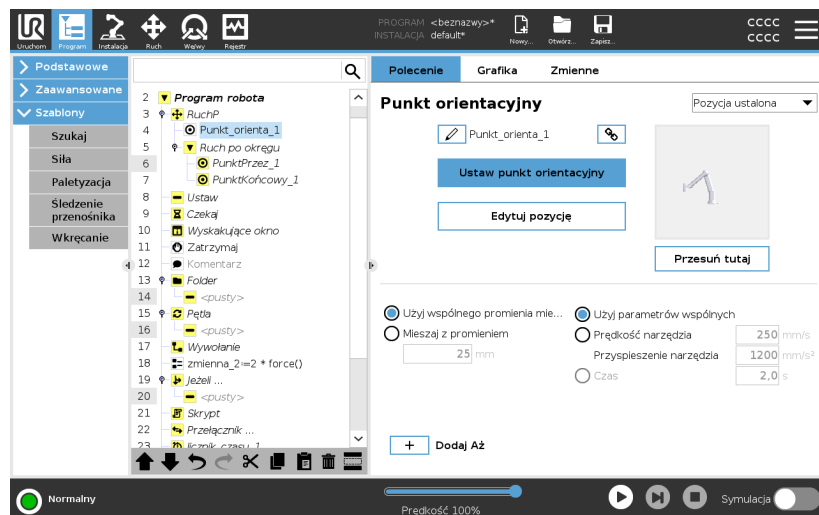 PROGRAM <beznazwy>*
INSTALACJA default*
Uruchom Program Instalacja Ruch We/wy Rejestr
Nowy... Otwórz... Zapisz...
CCCC
CCCC
Podstawowe
Zaawansowane
Szablony
Szukaj
Siła
Paletyzacja
Śledzenie
przenośnika
Wkręcanie
2 Program robota
3 RuchP
4 Punkt_orienta_1
5 Ruch po okręgu
6 PunktPrzez_1
7 PunktKońcowy_1
8 Ustaw
9 Czekaj
10 Wyskakujące okno
11 Zatrzymaj
12 Komentarz
13 Folder
14 <pusty>
15 Pętla
16 <pusty>
17 Wywołanie
18 zmienna_2≔2 * force()
19 Jeżeli ...
20 <pusty>
21 Skrypt
22 Przełącznik ...
23 licznik_czasu_1
Polecenie Grafika Zmienne
Punkt orientacyjny
Pozycja ustalona
Punkt_orienta_1
Ustaw punkt orientacyjny
Edytuj pozycję
Przesuń tutaj
Użyj wspólnego promienia mie...
Mieszaj z promieniem
25 mm
Użyj parametrów wspólnych
Prędkość narzędzia 250 mm/s
Przyspieszenie narzędzia 1200 mm/s²
Czas 2,0 s
+ Dodaj Aż
Normalny
Prędkość 100%
Symulacja